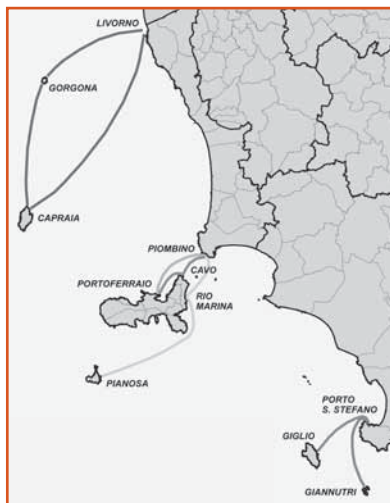 LIVORNO
GORGONA
CAPRAIA
PIOMBINO
CAVO
PORTOFERRAIO
RIO
MARINA
PIANOSA
PORTO
S. STEFANO
GIGLIO
GIANNUTRI